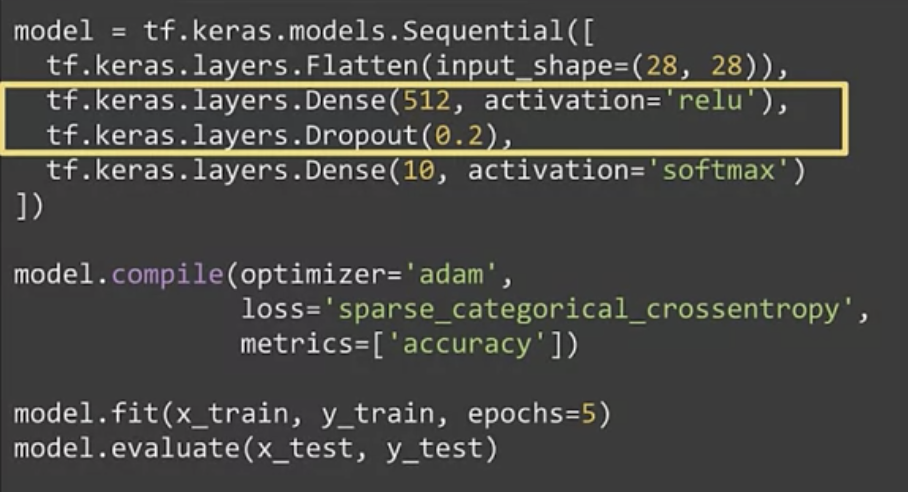 model = tf.keras.models.Sequential([
  tf.keras.layers.Flatten(input_shape=(28, 28)),
  tf.keras.layers.Dense(512, activation='relu'),
  tf.keras.layers.Dropout(0.2),
  tf.keras.layers.Dense(10, activation='softmax')
])

model.compile(optimizer='adam',
              loss='sparse_categorical_crossentropy',
              metrics=['accuracy'])

model.fit(x_train, y_train, epochs=5)
model.evaluate(x_test, y_test)